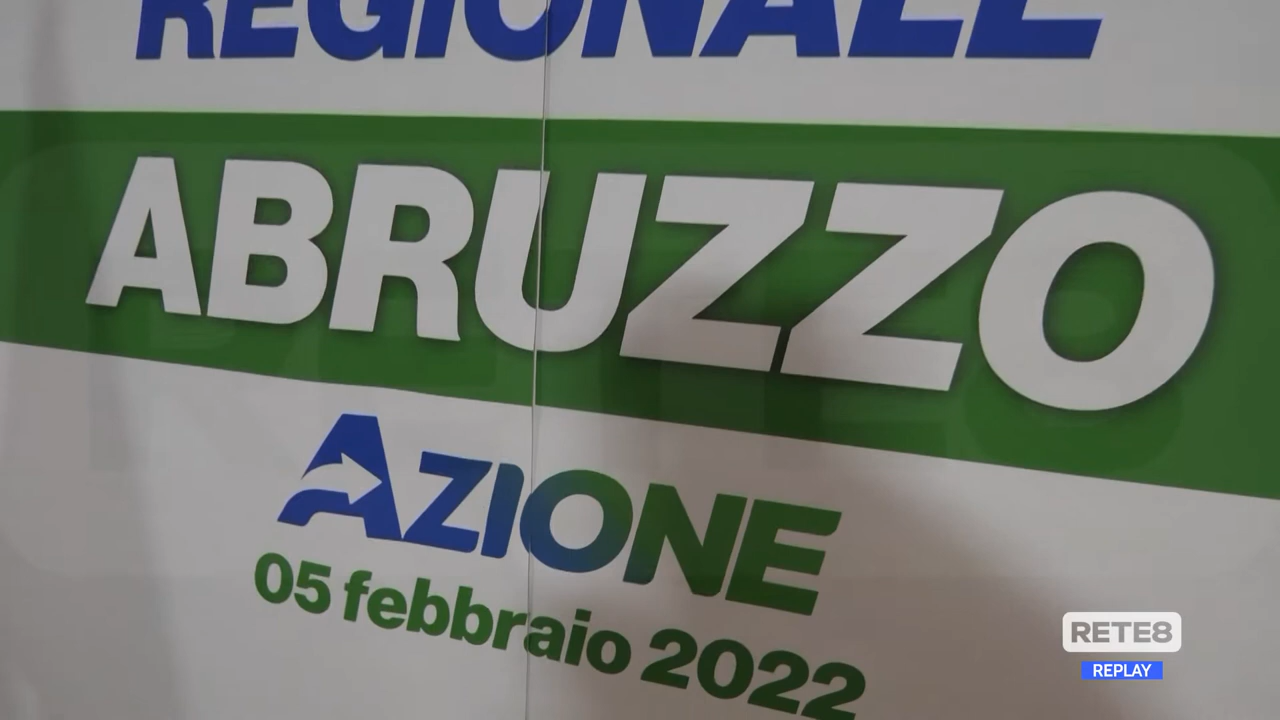 REGIONALE
ABRUZZO
AZIONE
05 febbraio 2022
RETE8
REPLAY